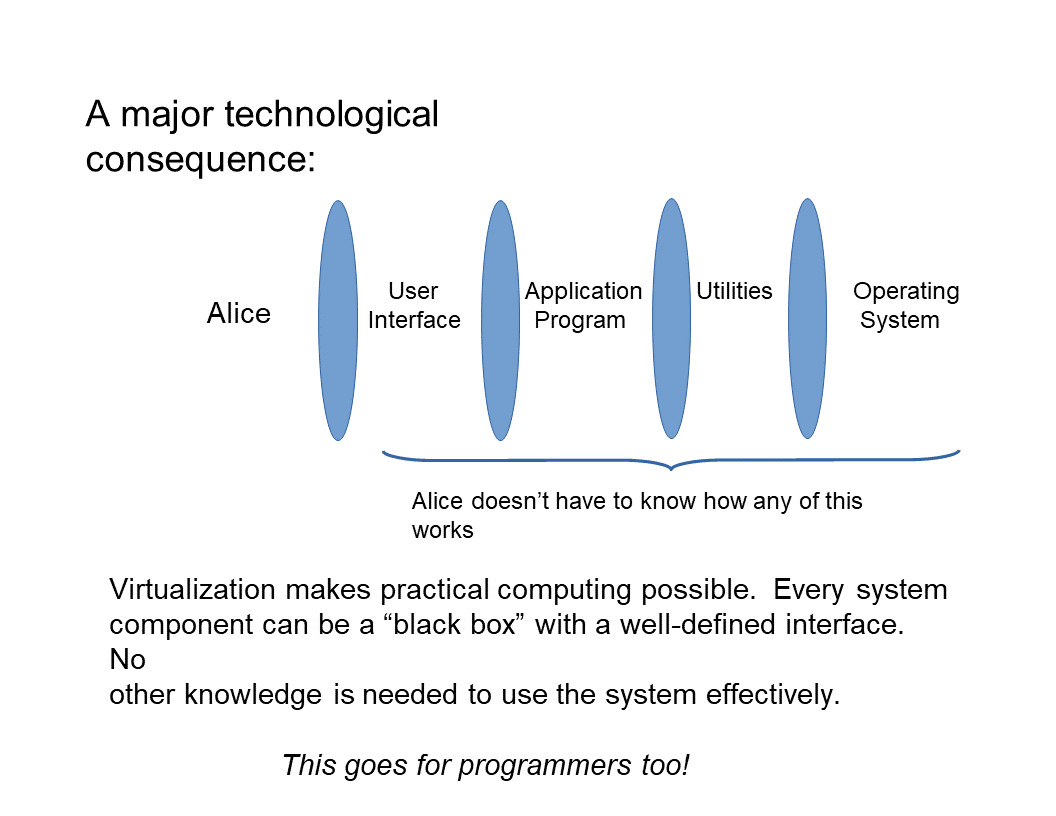 A major technological
consequence:
Alice
User
Interface
Application
Program
Utilities
Operating
System
Alice doesn’t have to know how any of this
works
Virtualization makes practical computing possible.  Every system
component can be a “black box” with a well-defined interface.
No
other knowledge is needed to use the system effectively.
This goes for programmers too!